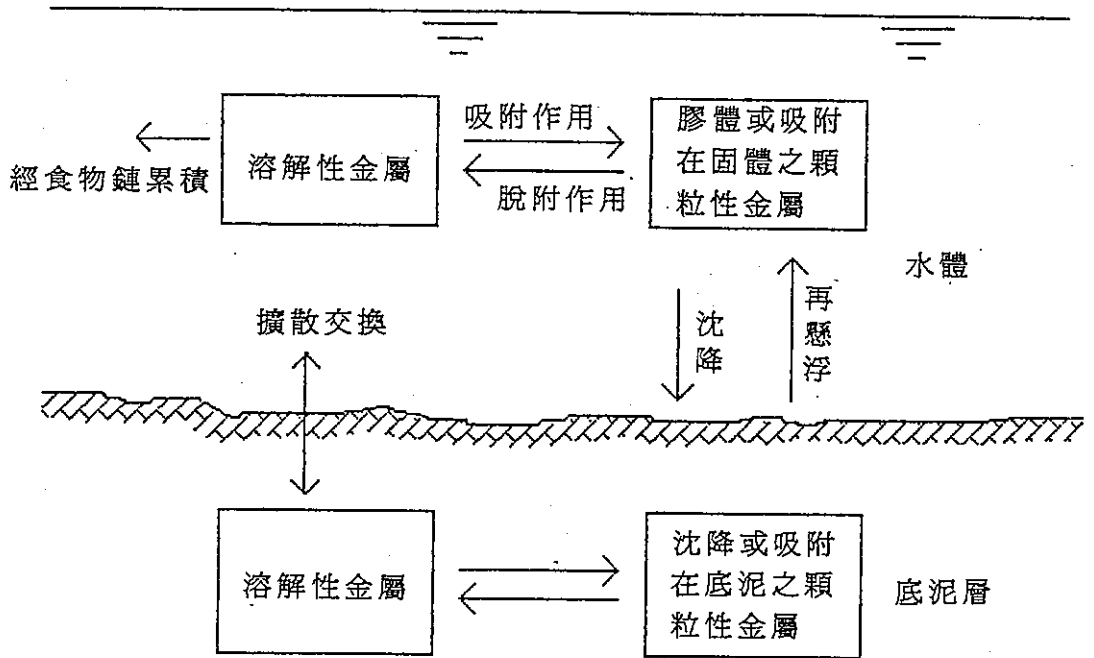 吸附作用
溶解性金屬
膠體或吸附
在固體之顆
粒性金屬
經食物鏈累積
脫附作用
水體
擴散交換
沈降
再懸浮
溶解性金屬
沈降或吸附
在底泥之顆
粒性金屬
底泥層